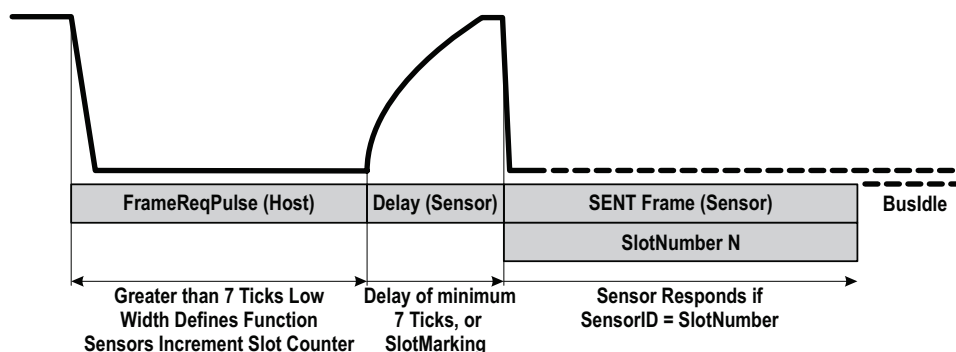 FrameReqPulse (Host)
Delay (Sensor)
SENT Frame (Sensor)
BusIdle
SlotNumber N
Greater than 7 Ticks Low
Width Defines Function
Sensors Increment Slot Counter
Delay of minimum
7 Ticks, or
SlotMarking
Sensor Responds if
SensorID = SlotNumber